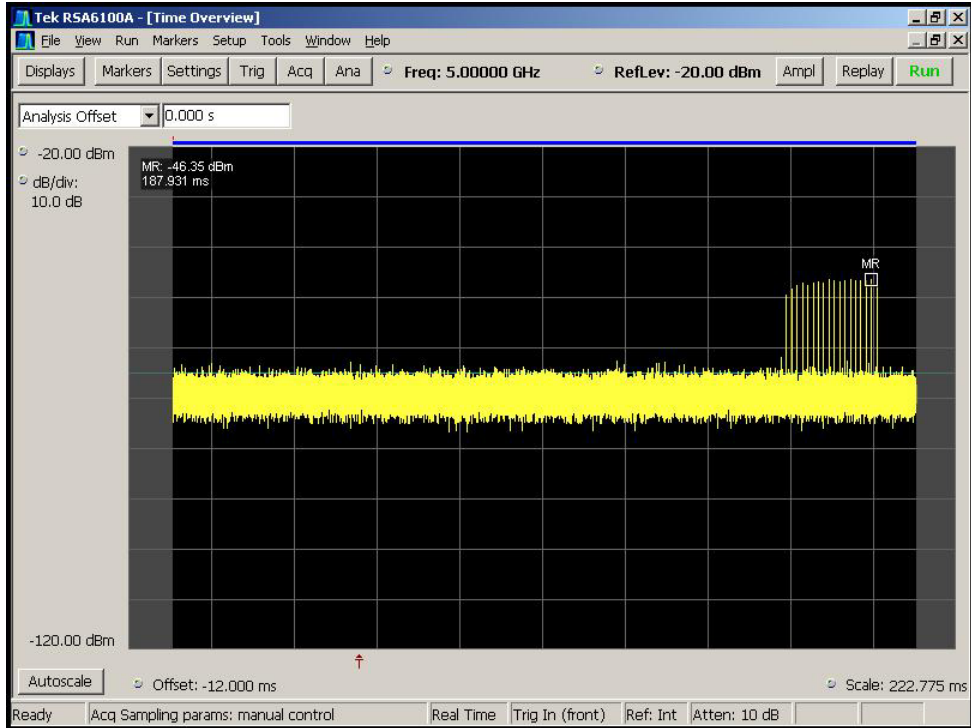 Tek RSA6100A - [Time Overview]
File View Run Markers Setup Tools Window Help
Displays Markers Settings Trig Acq Ana Freq: 5.00000 GHz RefLev: -20.00 dBm Ampl Replay Run
Analysis Offset 0.000 s
-20.00 dBm
dB/div:
10.0 dB
MR: -46.35 dBm
187.931 ms
MR
-120.00 dBm
Autoscale Offset: -12.000 ms Scale: 222.775 ms
Ready Acq Sampling params: manual control Real Time Trig In (front) Ref: Int Atten: 10 dB